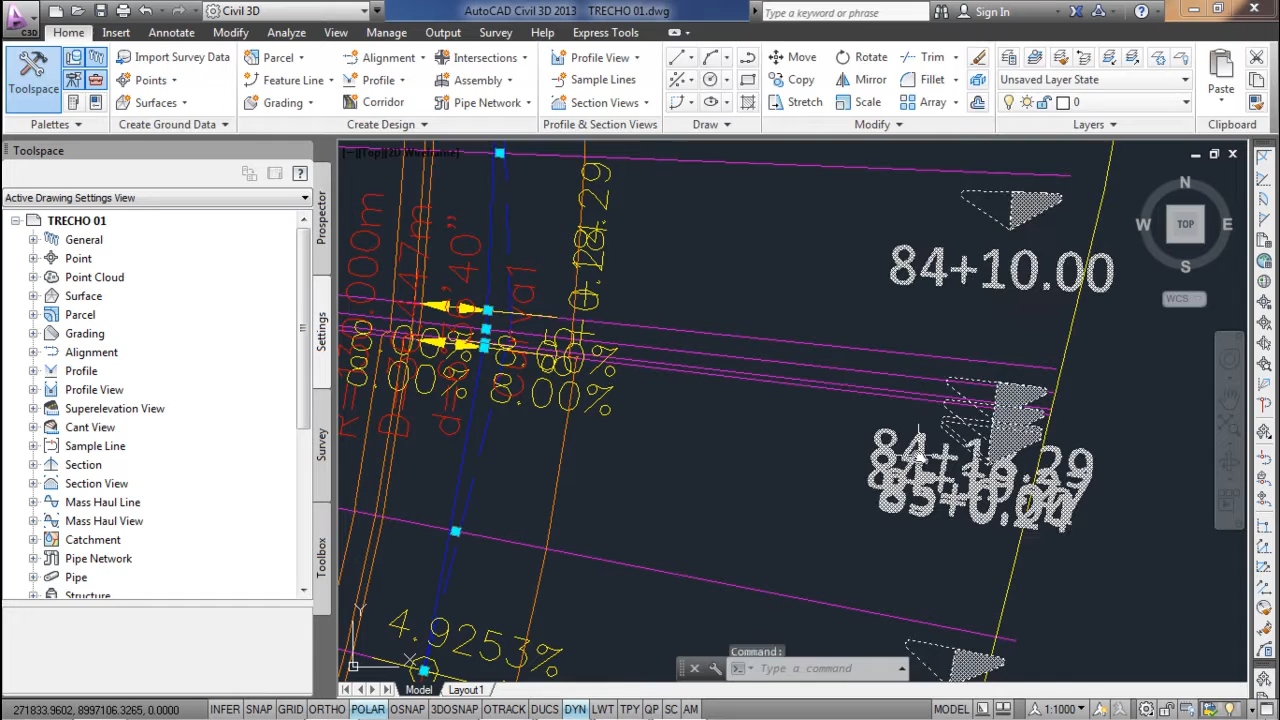 Civil 3D
AutoCAD Civil 3D 2013 TRECHO 01.dwg
Type a keyword or phrase
Sign In
C3D
Home Insert Annotate Modify Analyze View Manage Output Survey Help Express Tools
Toolspace
Import Survey Data
Points
Surfaces
Parcel
Feature Line
Grading
Alignment
Profile
Corridor
Intersections
Assembly
Pipe Network
Profile View
Sample Lines
Section Views
Move
Copy
Stretch
Rotate
Mirror
Scale
Trim
Fillet
Array
Unsaved Layer State
0
Paste
Palettes
Create Ground Data
Create Design
Profile & Section Views
Draw
Modify
Layers
Clipboard
Toolspace
Active Drawing Settings View
TRECHO 01
General
Point
Point Cloud
Surface
Parcel
Grading
Alignment
Profile
Profile View
Superelevation View
Cant View
Sample Line
Section
Section View
Mass Haul Line
Mass Haul View
Catchment
Pipe Network
Pipe
Structure
Prospector
Settings
Survey
Toolbox
84+10.00
8.00%
4.9253%
N
W
TOP
E
S
WCS
Y
X
Command:
Type a command
Model
Layout1
271833.9602, 8997106.3265, 0.0000
INFER SNAP GRID ORTHO POLAR OSNAP 3DOSNAP OTRACK DUCS DYN LWT TPY QP SC AM
MODEL
1:1000